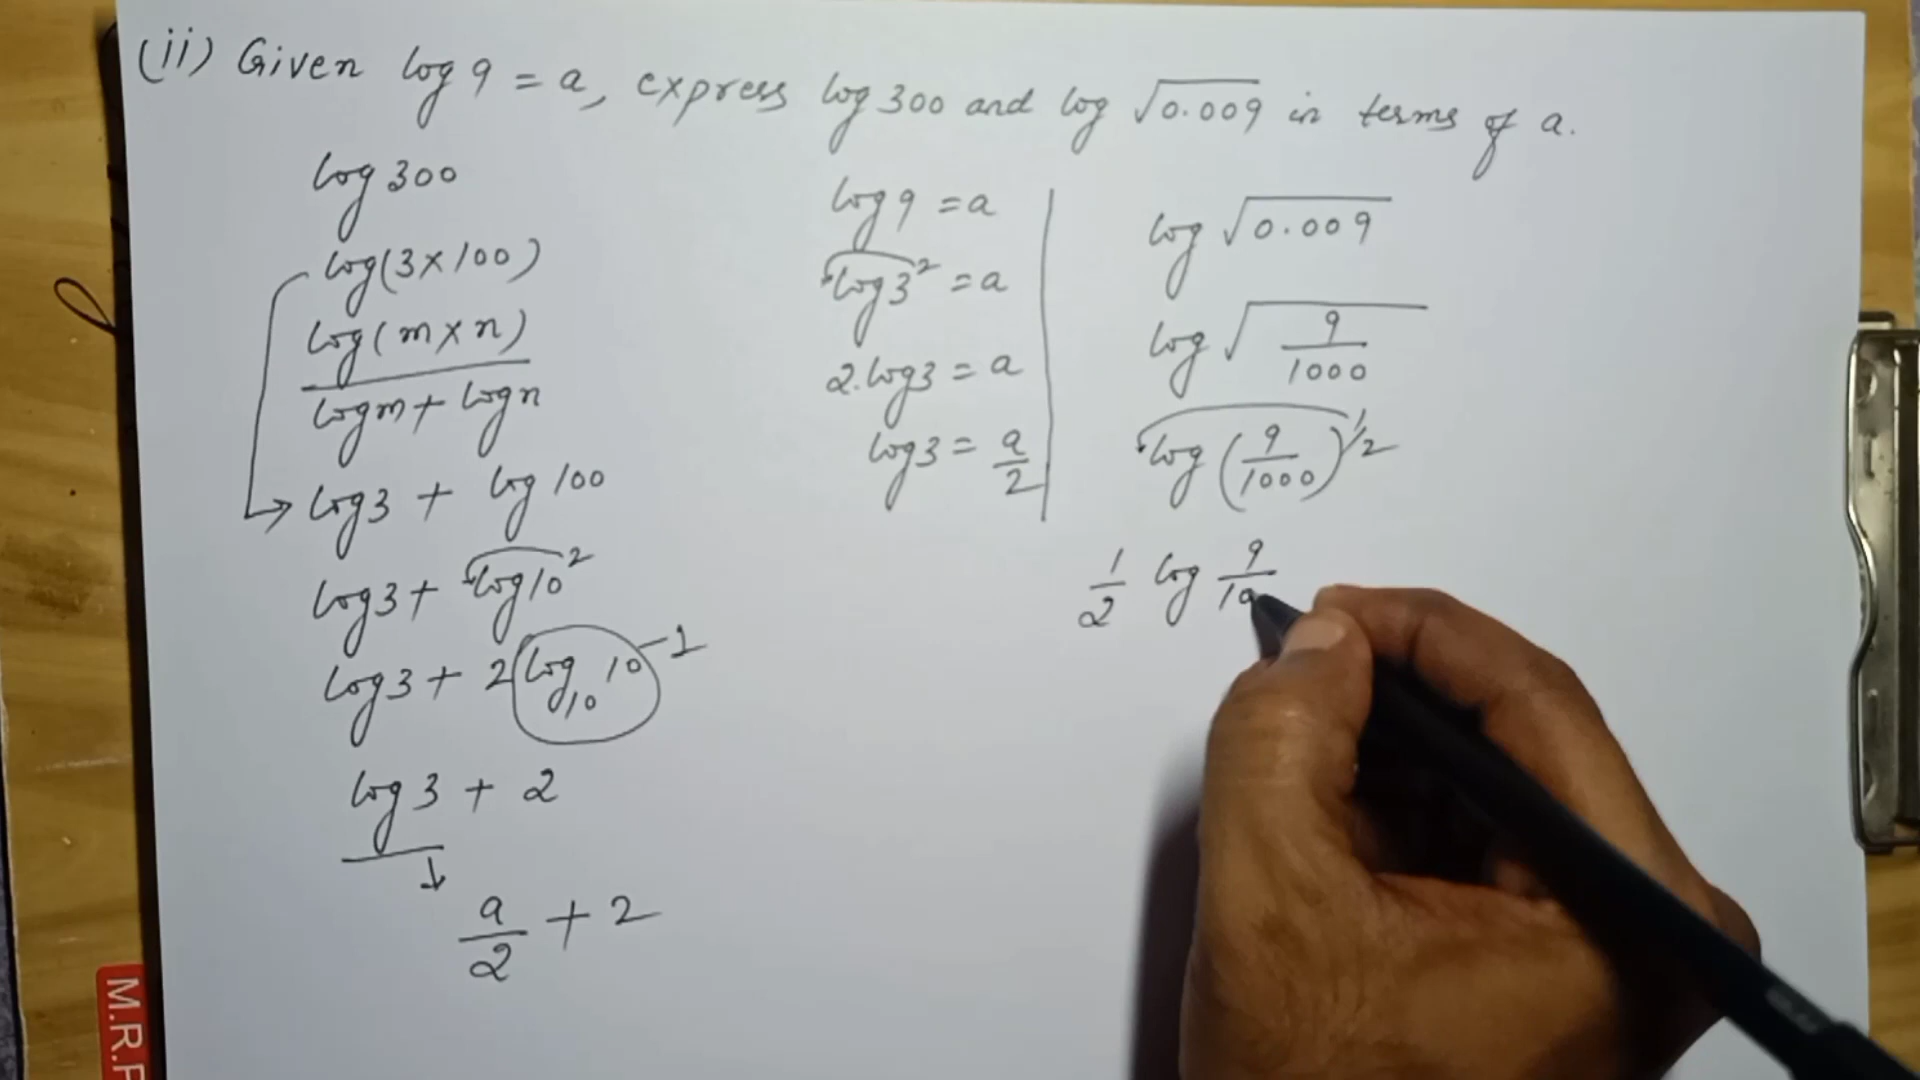 (ii) Given log 9 = a, express log 300 and log √0.009 in terms of a.
log 300
log(3×100)
log(m×n)
logm + logn
log3 + log 100
log3 + log10²
log3 + 2 log₁₀10 - 1
log 3 + 2
a/2 + 2
log 9 = a
log3² = a
2.log3 = a
log3 = a/2
log √0.009
log √9/1000
log (9/1000)^1/2
1/2 log 9/10
M.R.P